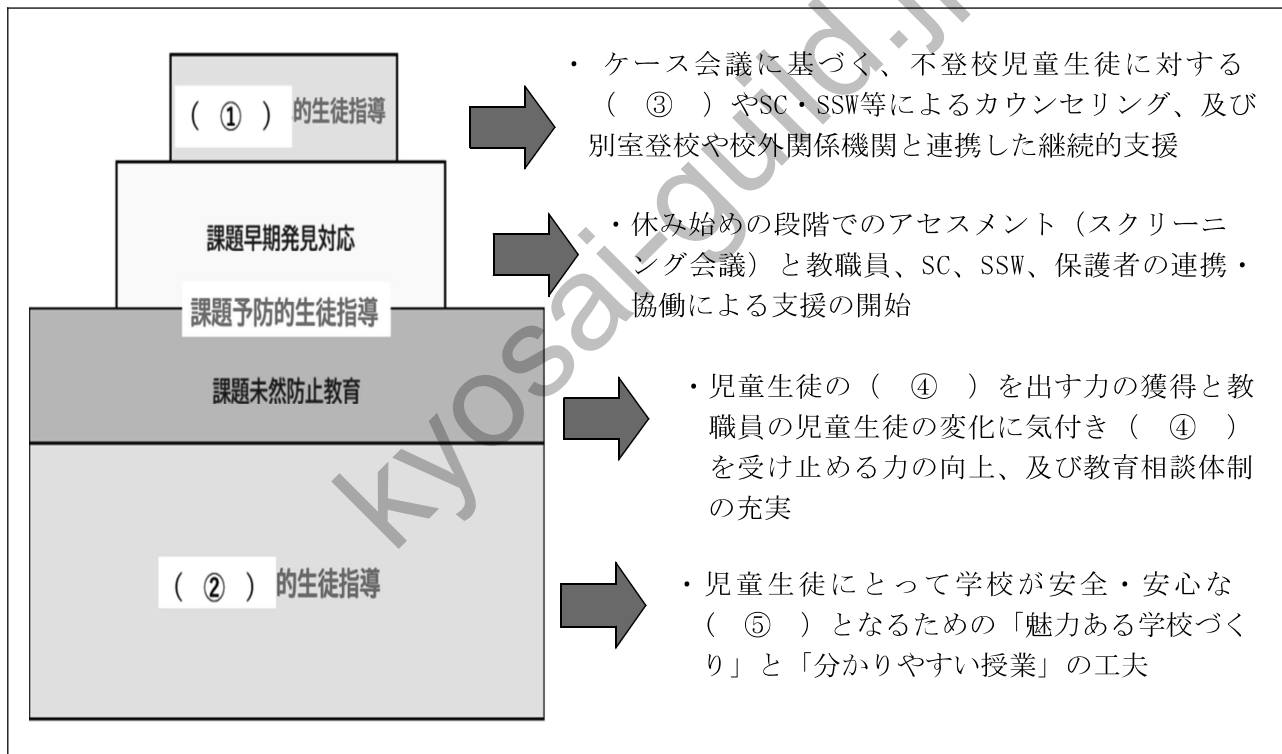 ( ① ) 的生徒指導
・ ケース会議に基づく、不登校児童生徒に対する
( ③ ) やSC・SSW等によるカウンセリング、及び
別室登校や校外関係機関と連携した継続的支援
課題早期発見対応
・休み始めの段階でのアセスメント（スクリーニ
ング会議）と教職員、SC、SSW、保護者の連携・
協働による支援の開始
課題予防的生徒指導
課題未然防止教育
・児童生徒の ( ④ ) を出す力の獲得と教
職員の児童生徒の変化に気付き ( ④ )
を受け止める力の向上、及び教育相談体制
の充実
( ② ) 的生徒指導
・児童生徒にとって学校が安全・安心な
( ⑤ ) となるための「魅力ある学校づく
り」と「分かりやすい授業」の工夫
kyosai-guild.j